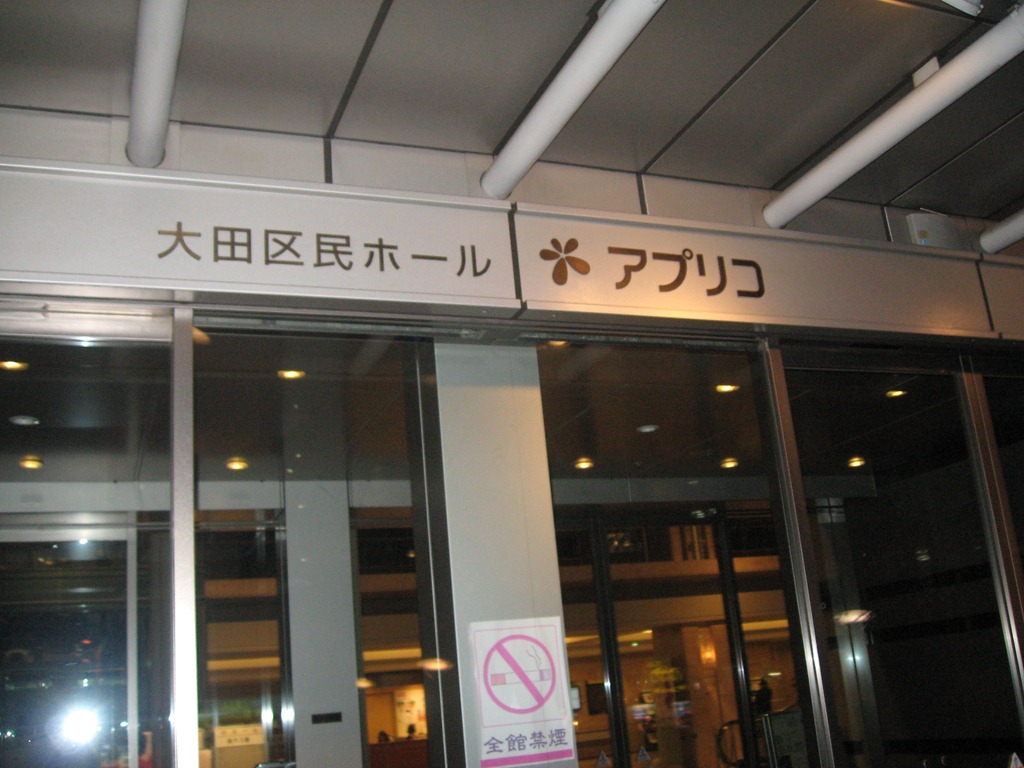 大田区民ホール アプリコ
全館禁煙